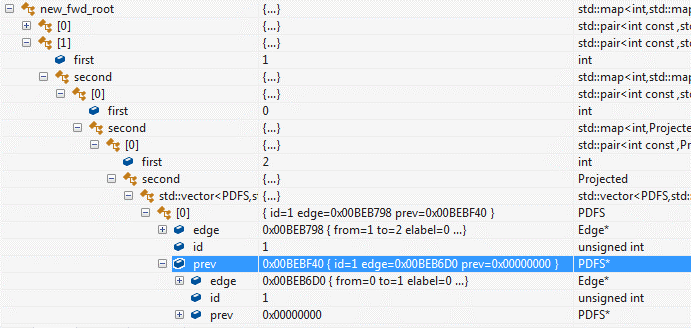 new_fwd_root {...} std::map<int,std::map
[0] {...} std::pair<int const ,st
[1] {...} std::pair<int const ,st
first 1 int
second {...} std::map<int,std::map
[0] {...} std::pair<int const ,st
first 0 int
second {...} std::map<int,Projecte
[0] {...} std::pair<int const ,P
first 2 int
second {...} Projected
std::vector<PDFS,s {...} std::vector<PDFS,std:
[0] { id=1 edge=0x00BEB798 prev=0x00BEBF40 } PDFS
edge 0x00BEB798 { from=1 to=2 elabel=0 ...} Edge*
id 1 unsigned int
prev 0x00BEBF40 { id=1 edge=0x00BEB6D0 prev=0x00000000 } PDFS*
edge 0x00BEB6D0 { from=0 to=1 elabel=0 ...} Edge*
id 1 unsigned int
prev 0x00000000 PDFS*